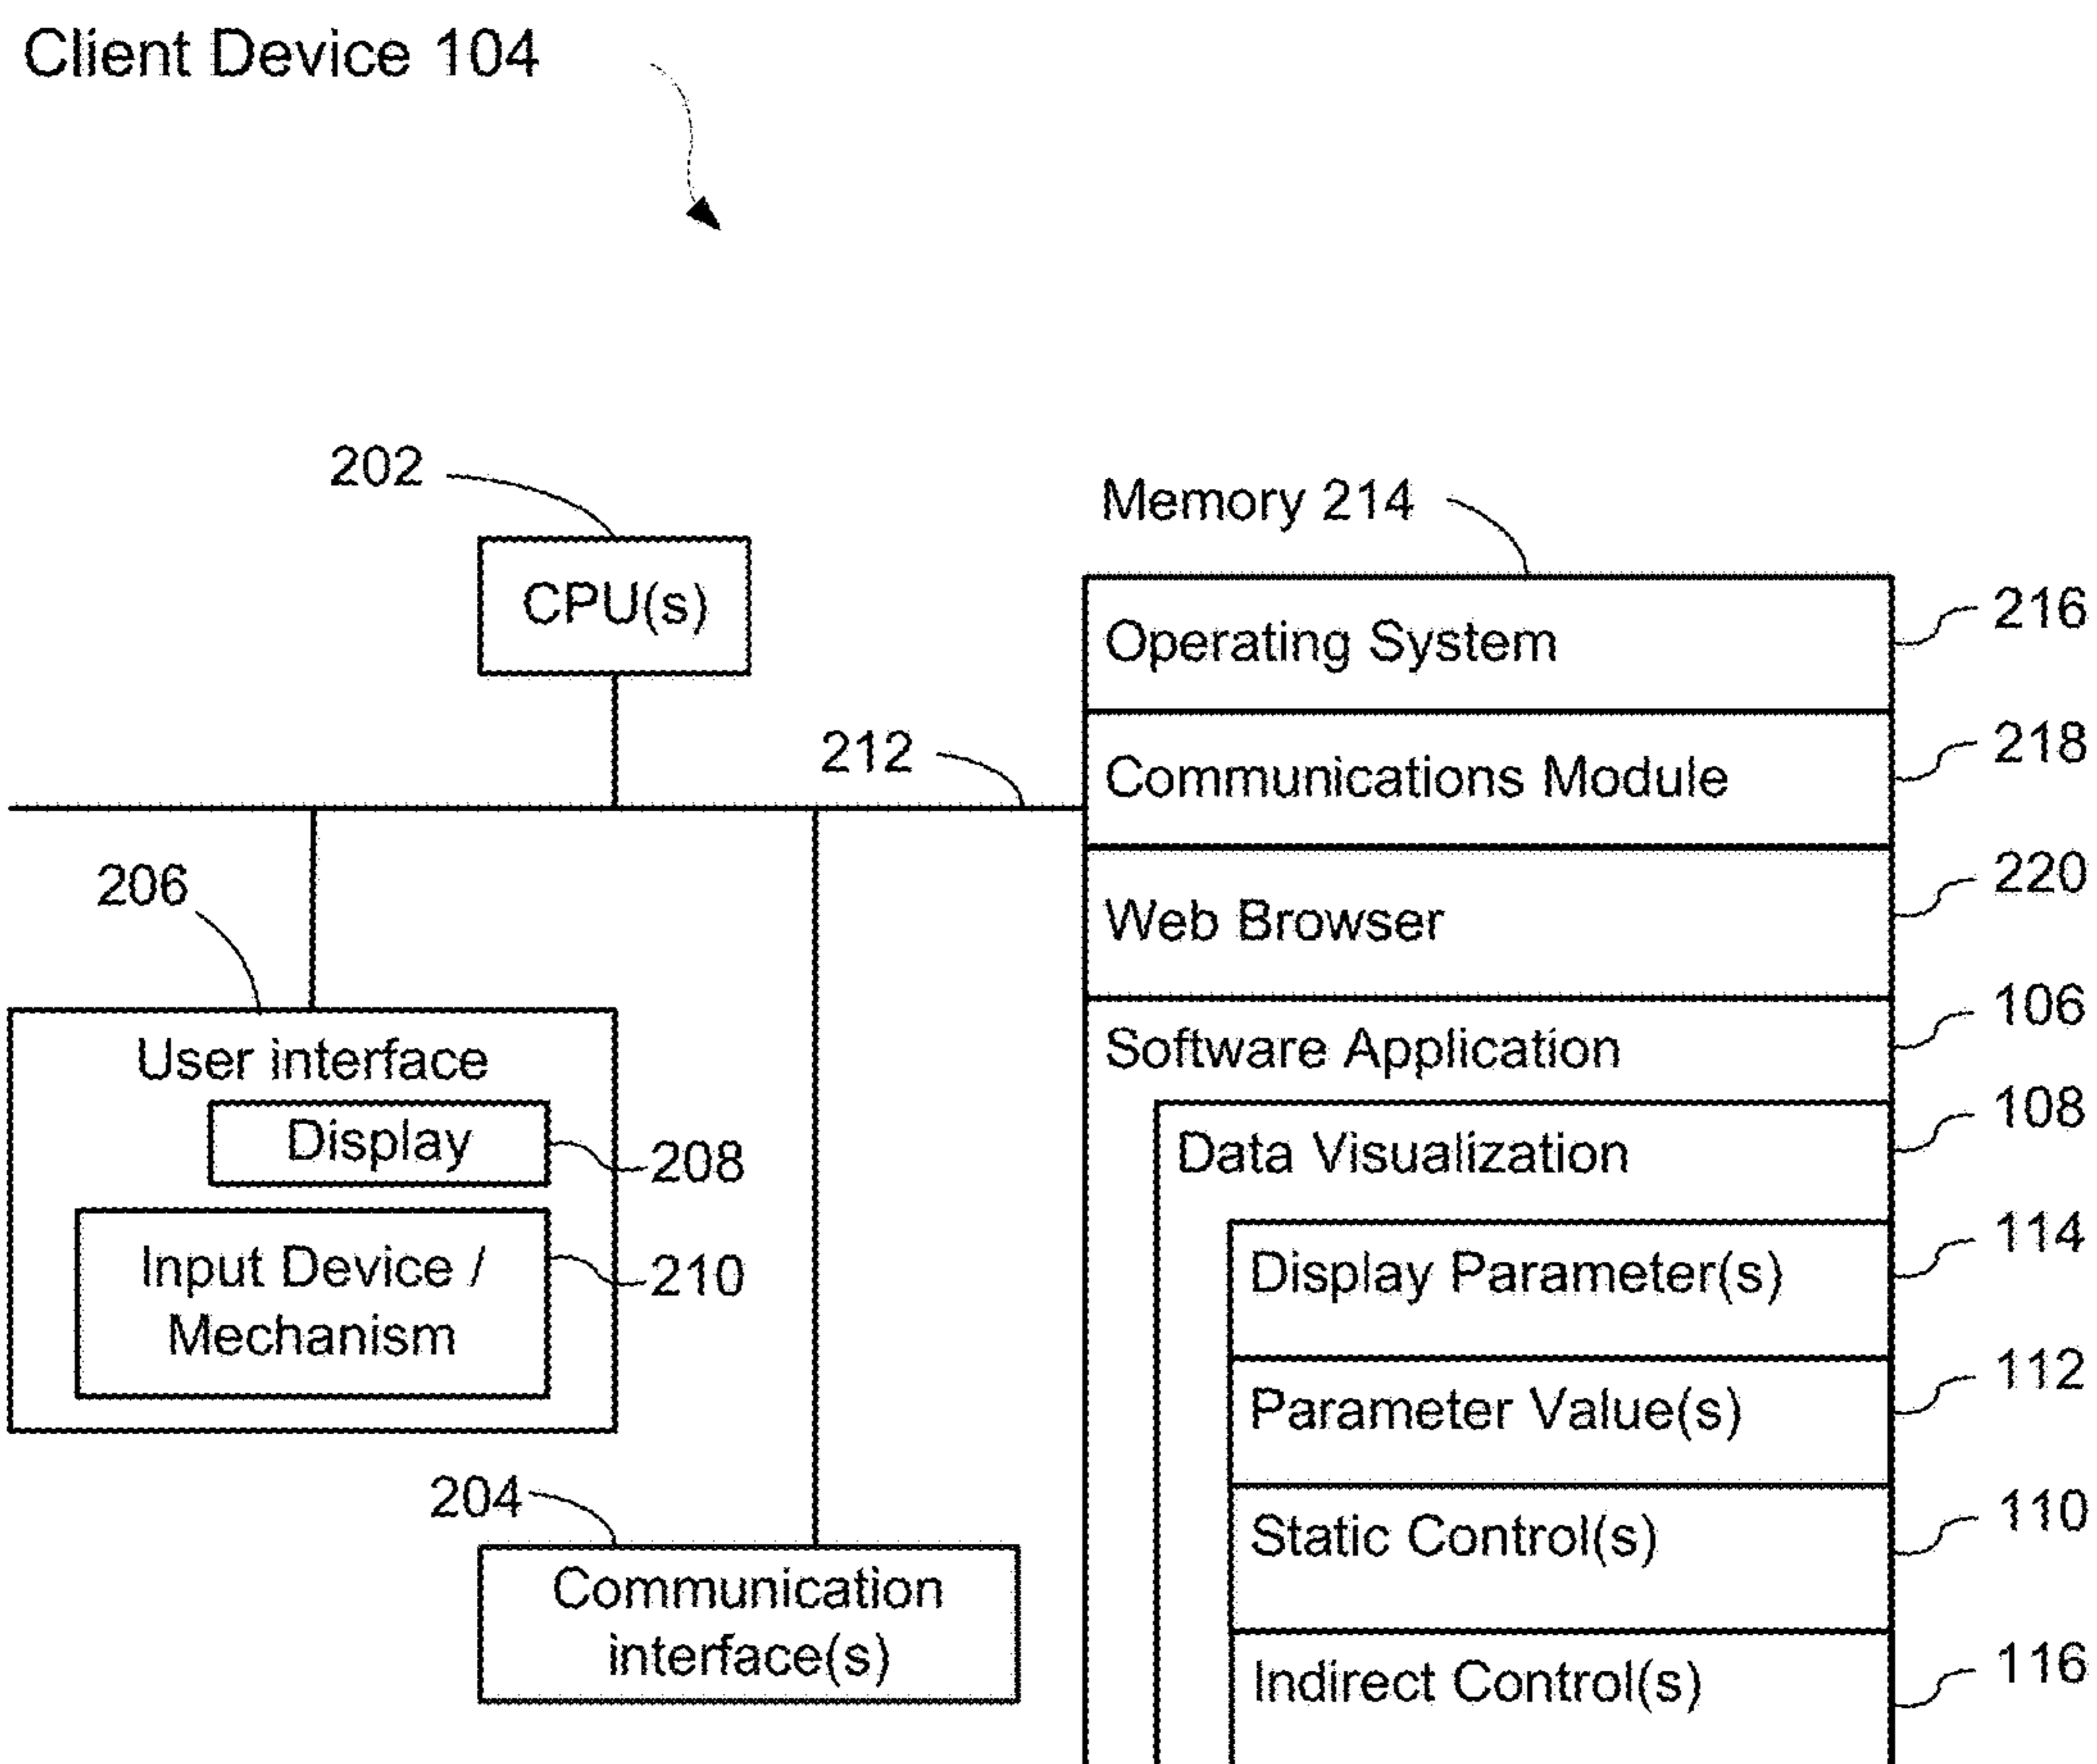 Client Device 104
202
CPU(s)
212
206
User interface
Display
208
Input Device /
Mechanism
210
204
Communication
interface(s)
Memory 214
Operating System
216
Communications Module
218
Web Browser
220
Software Application
106
Data Visualization
108
Display Parameter(s)
114
Parameter Value(s)
112
Static Control(s)
110
Indirect Control(s)
116